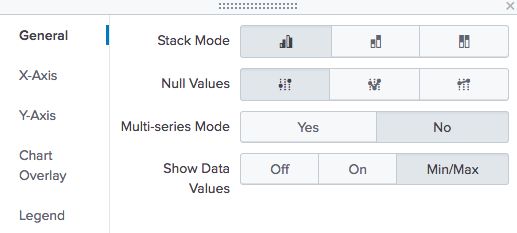 General
X-Axis
Y-Axis
Chart
Overlay
Legend
Stack Mode
Null Values
Multi-series Mode Yes No
Show Data
Values
Off On Min/Max